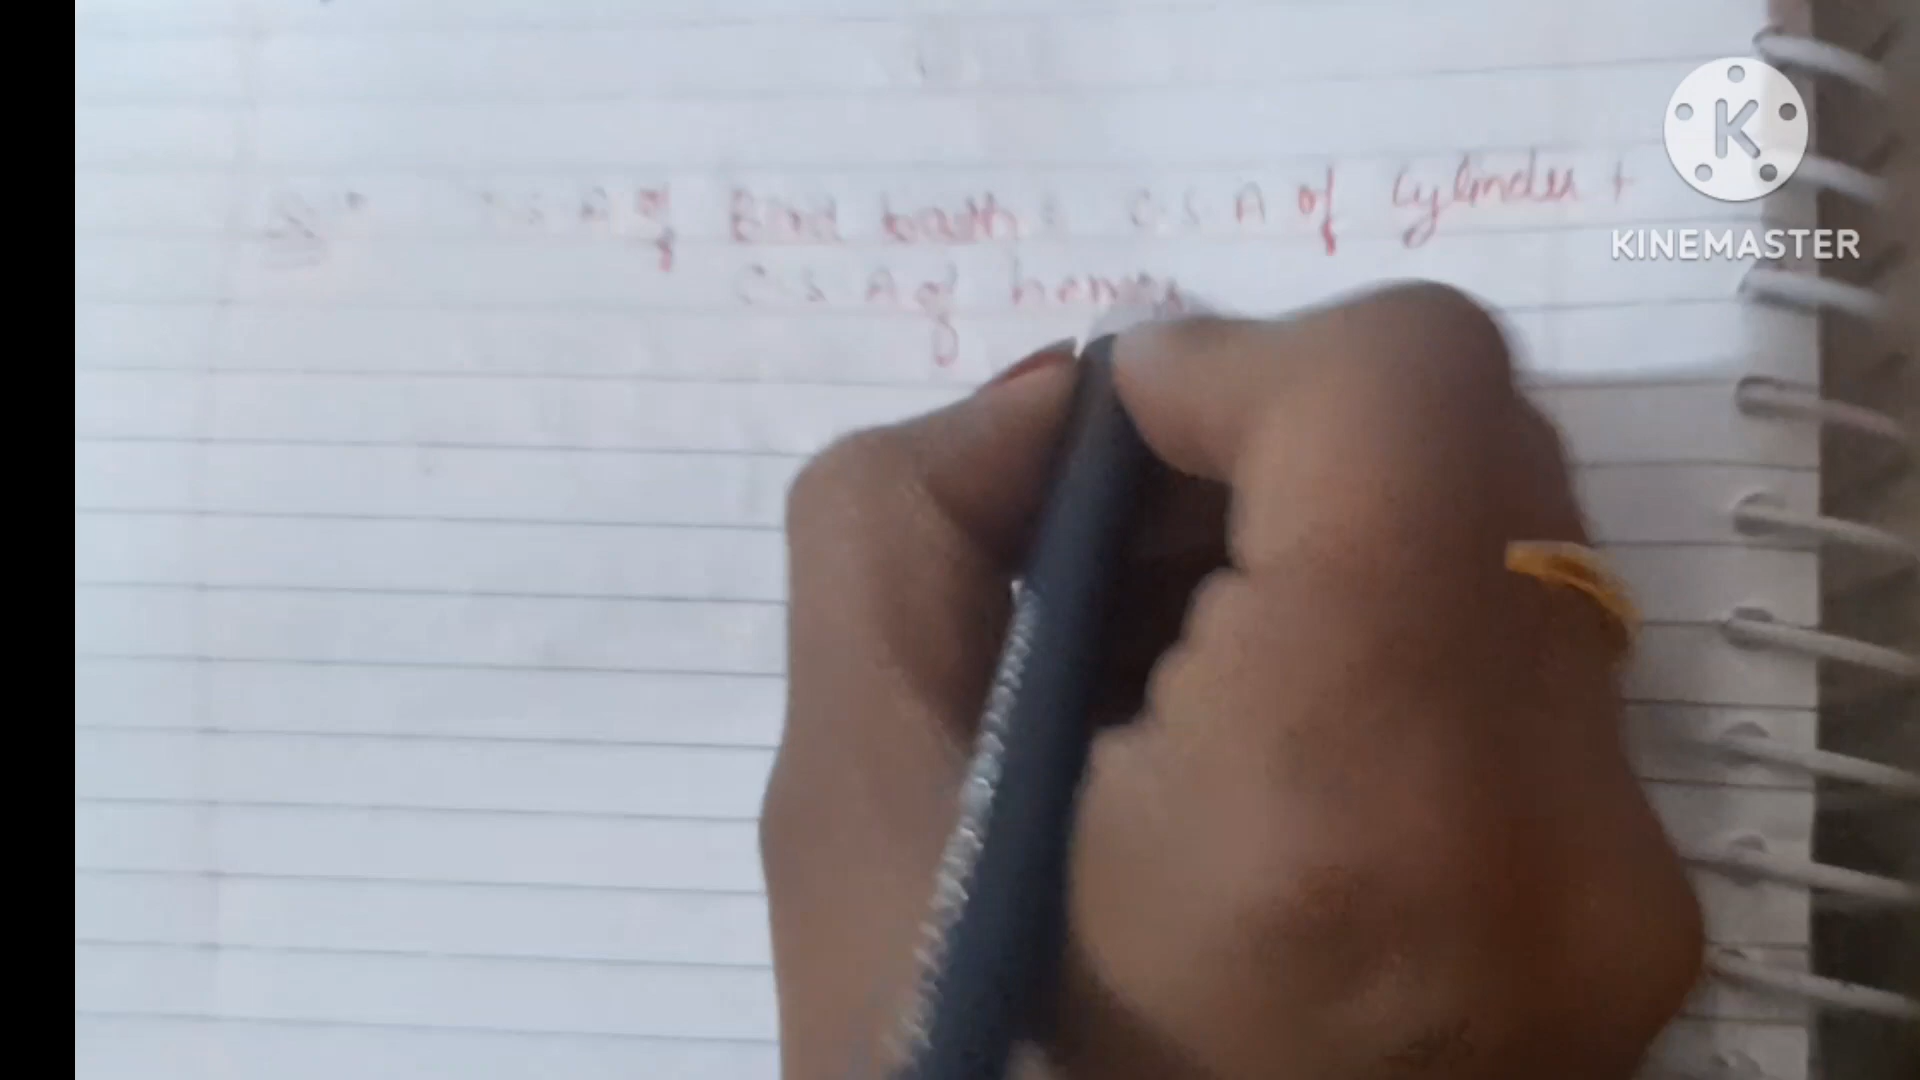 Sol T.S.A of Bird bath = C.S.A of Cylinder +
C.S.A of hemis
KINEMASTER